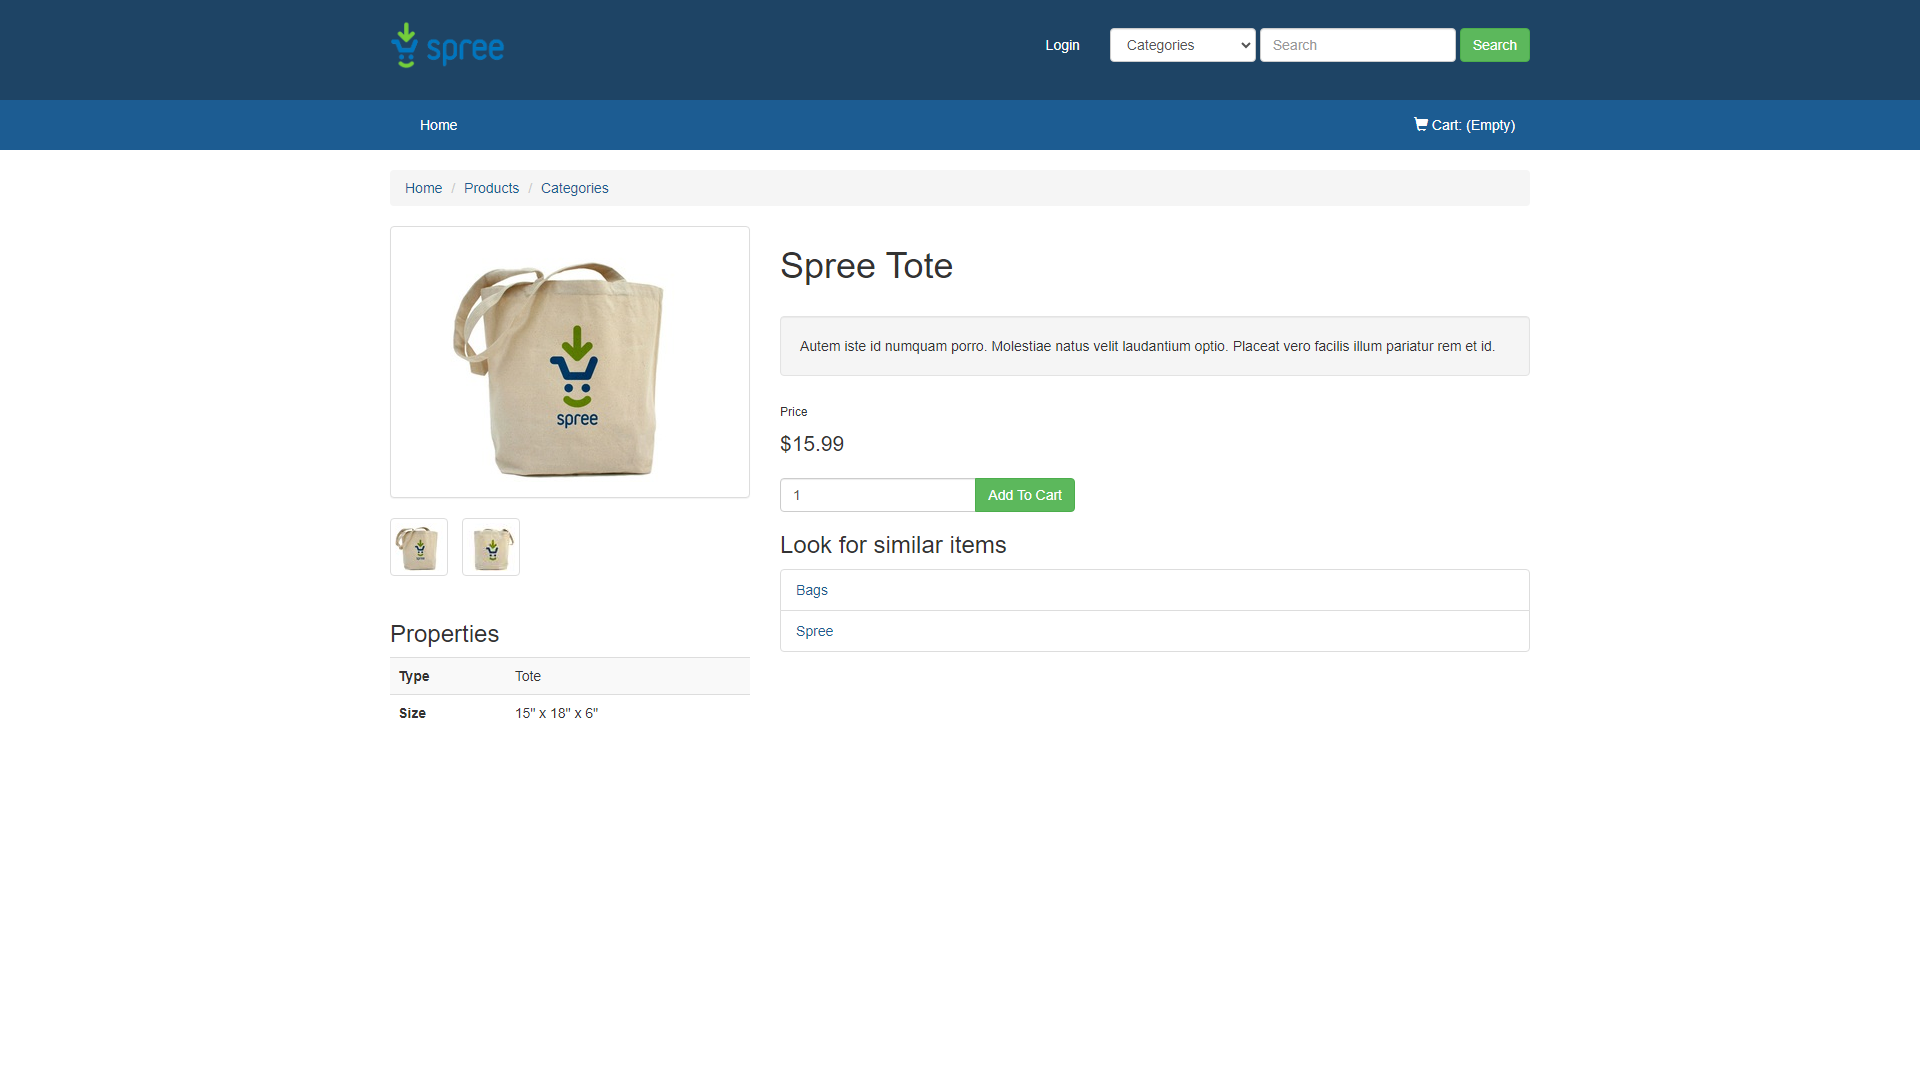 spree
Login
Categories
Search
Search
Home
Cart: (Empty)
Home / Products / Categories
spree
Spree Tote
Autem iste id numquam porro. Molestiae natus velit laudantium optio. Placeat vero facilis illum pariatur rem et id.
Price
$15.99
1
Add To Cart
Look for similar items
Bags
Spree
Properties
Type Tote
Size 15" x 18" x 6"